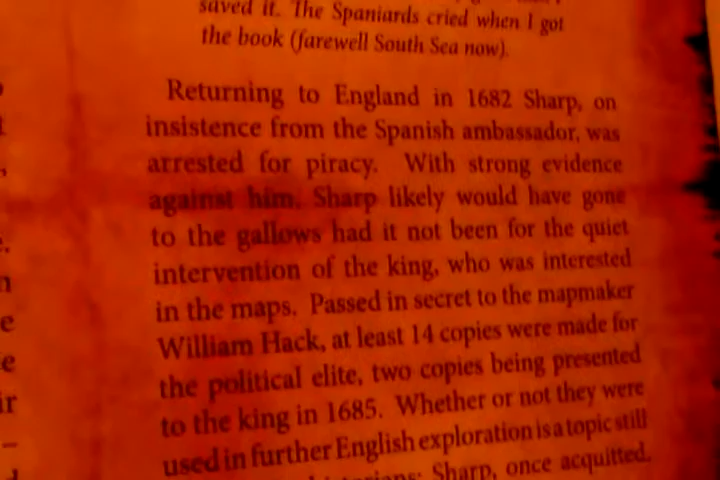 saved it. The Spaniards cried when I got
the book (farewell South Sea now).
Returning to England in 1682 Sharp, on
insistence from the Spanish ambassador, was
arrested for piracy. With strong evidence
against him, Sharp likely would have gone
to the gallows had it not been for the quiet
intervention of the king, who was interested
in the maps. Passed in secret to the mapmaker
William Hack, at least 14 copies were made for
the political elite, two copies being presented
to the king in 1685. Whether or not they were
used in further English exploration is a topic still
Sharp, once acquitted,